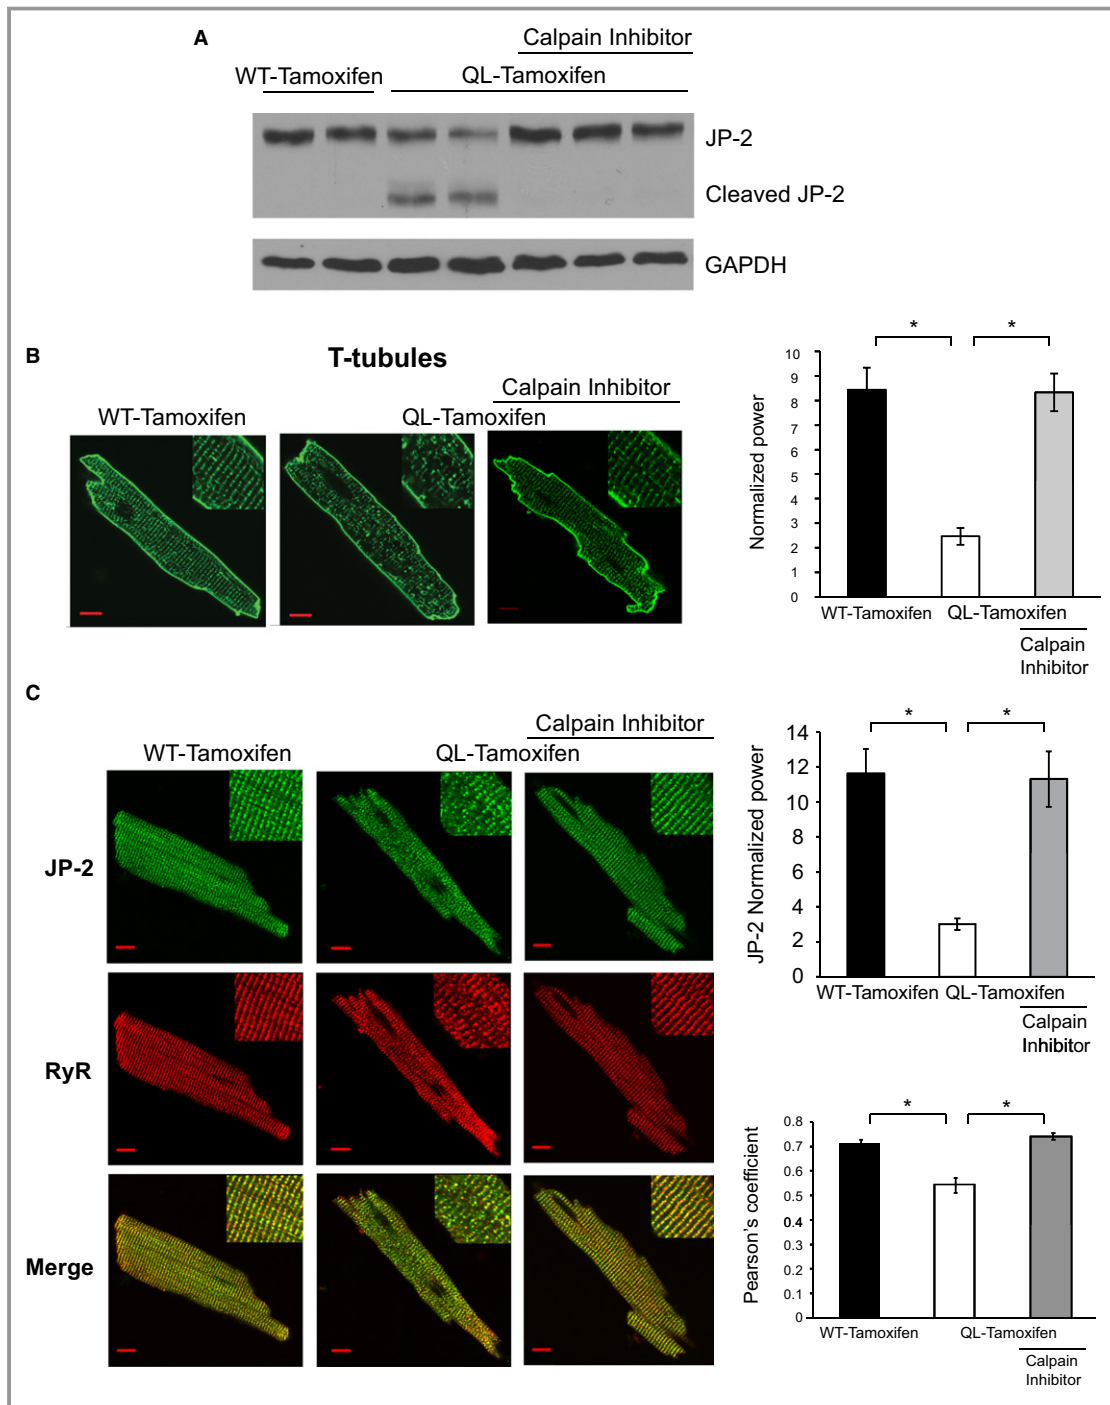 A
Calpain Inhibitor
WT-Tamoxifen QL-Tamoxifen
JP-2
Cleaved JP-2
GAPDH
B
T-tubules
Calpain Inhibitor
WT-Tamoxifen QL-Tamoxifen
* *
Normalized power
10
9
8
7
6
5
4
3
2
1
0
WT-Tamoxifen QL-Tamoxifen
Calpain
Inhibitor
C
Calpain Inhibitor
WT-Tamoxifen QL-Tamoxifen
JP-2
RyR
Merge
* *
JP-2 Normalized power
14
12
10
8
6
4
2
0
WT-Tamoxifen QL-Tamoxifen
Calpain
Inhibitor
* *
Pearson's coefficient
0.8
0.7
0.6
0.5
0.4
0.3
0.2
0.1
0
WT-Tamoxifen QL-Tamoxifen
Calpain
Inhibitor